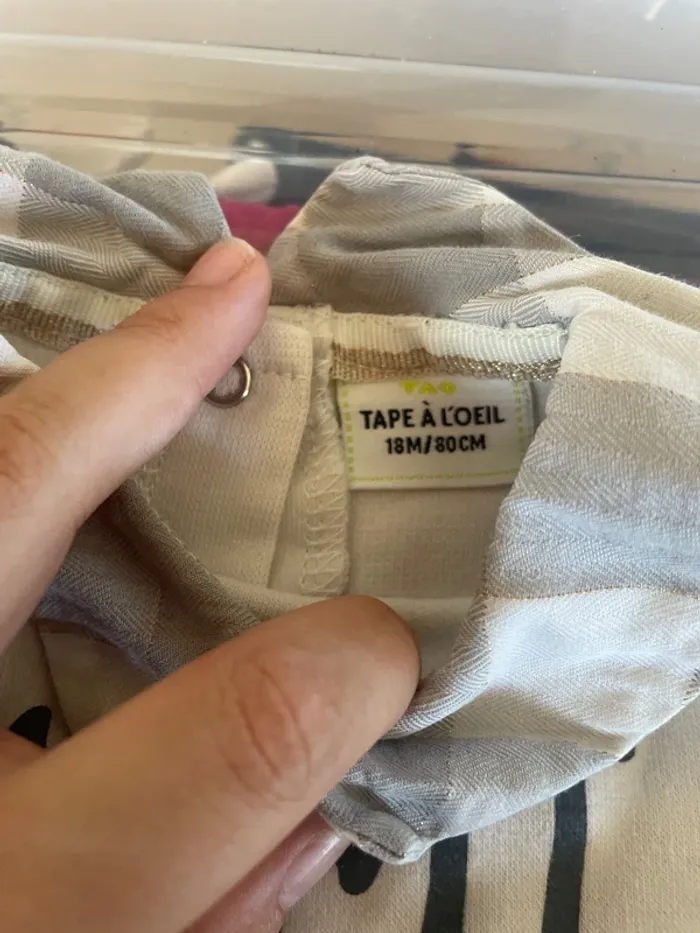 TAO
TAPE À L'OEIL
18M/80CM